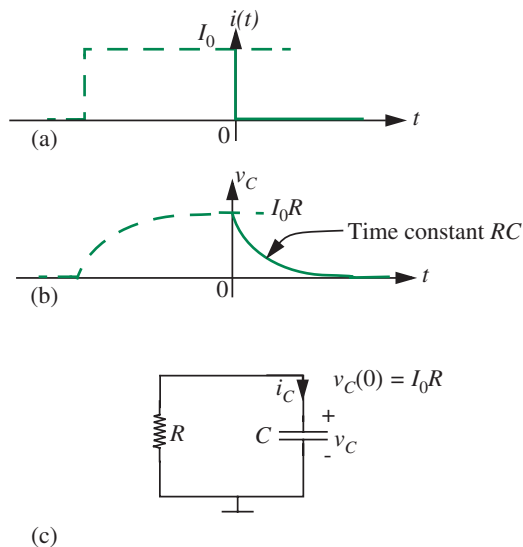 i(t)
I0
t
0
(a)
vC
I0R
Time constant RC
t
0
(b)
iC
vC(0) = I0R
+
R
C
vC
-
(c)